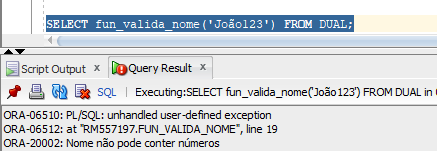 SELECT fun_valida_nome('João123') FROM DUAL;
Script Output x Query Result x
SQL | Executing:SELECT fun_valida_nome('João123') FROM DUAL in
ORA-06510: PL/SQL: unhandled user-defined exception
ORA-06512: at "RM557197.FUN_VALIDA_NOME", line 19
ORA-20002: Nome não pode conter números